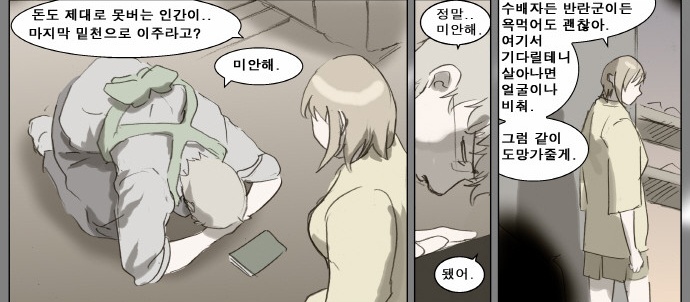 돈도 제대로 못버는 인간이..
마지막 밑천으로 이주라고?
미안해.
정말..
미안해.
됐어.
수배자든 반란군이든
욕먹어도 괜찮아.
여기서
기다릴테니
살아나면
얼굴이나
비춰.
그럼 같이
도망가줄게.